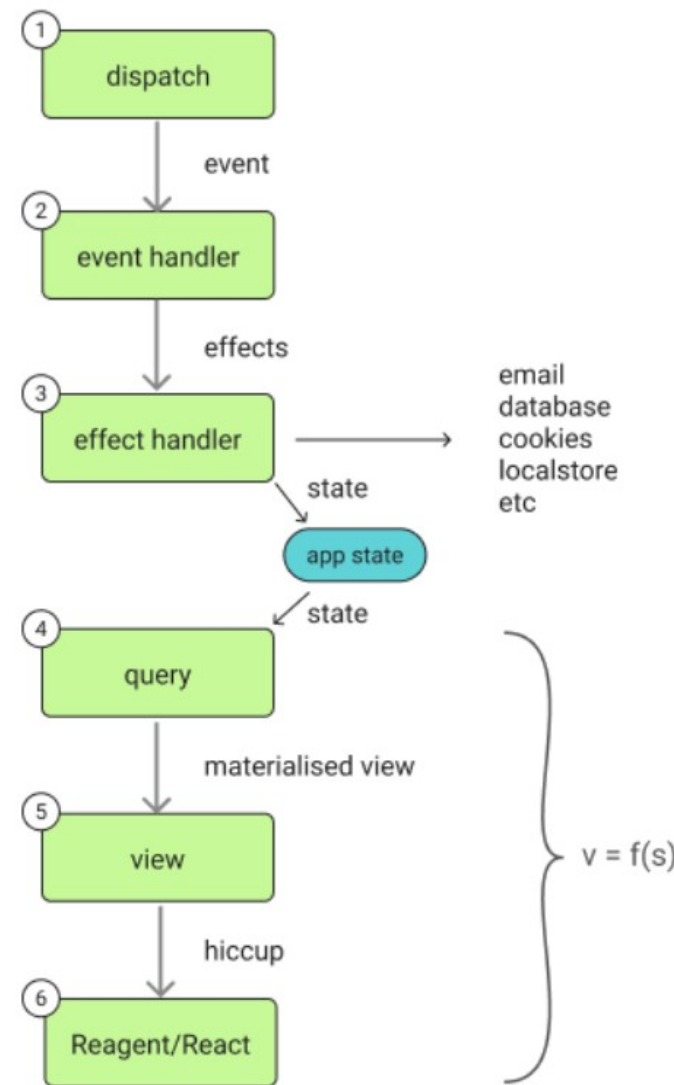 1
dispatch
event
2
event handler
effects
3
effect handler
email
database
cookies
localstore
etc
state
app state
state
4
query
materialised view
5
view
v = f(s)
hiccup
6
Reagent/React